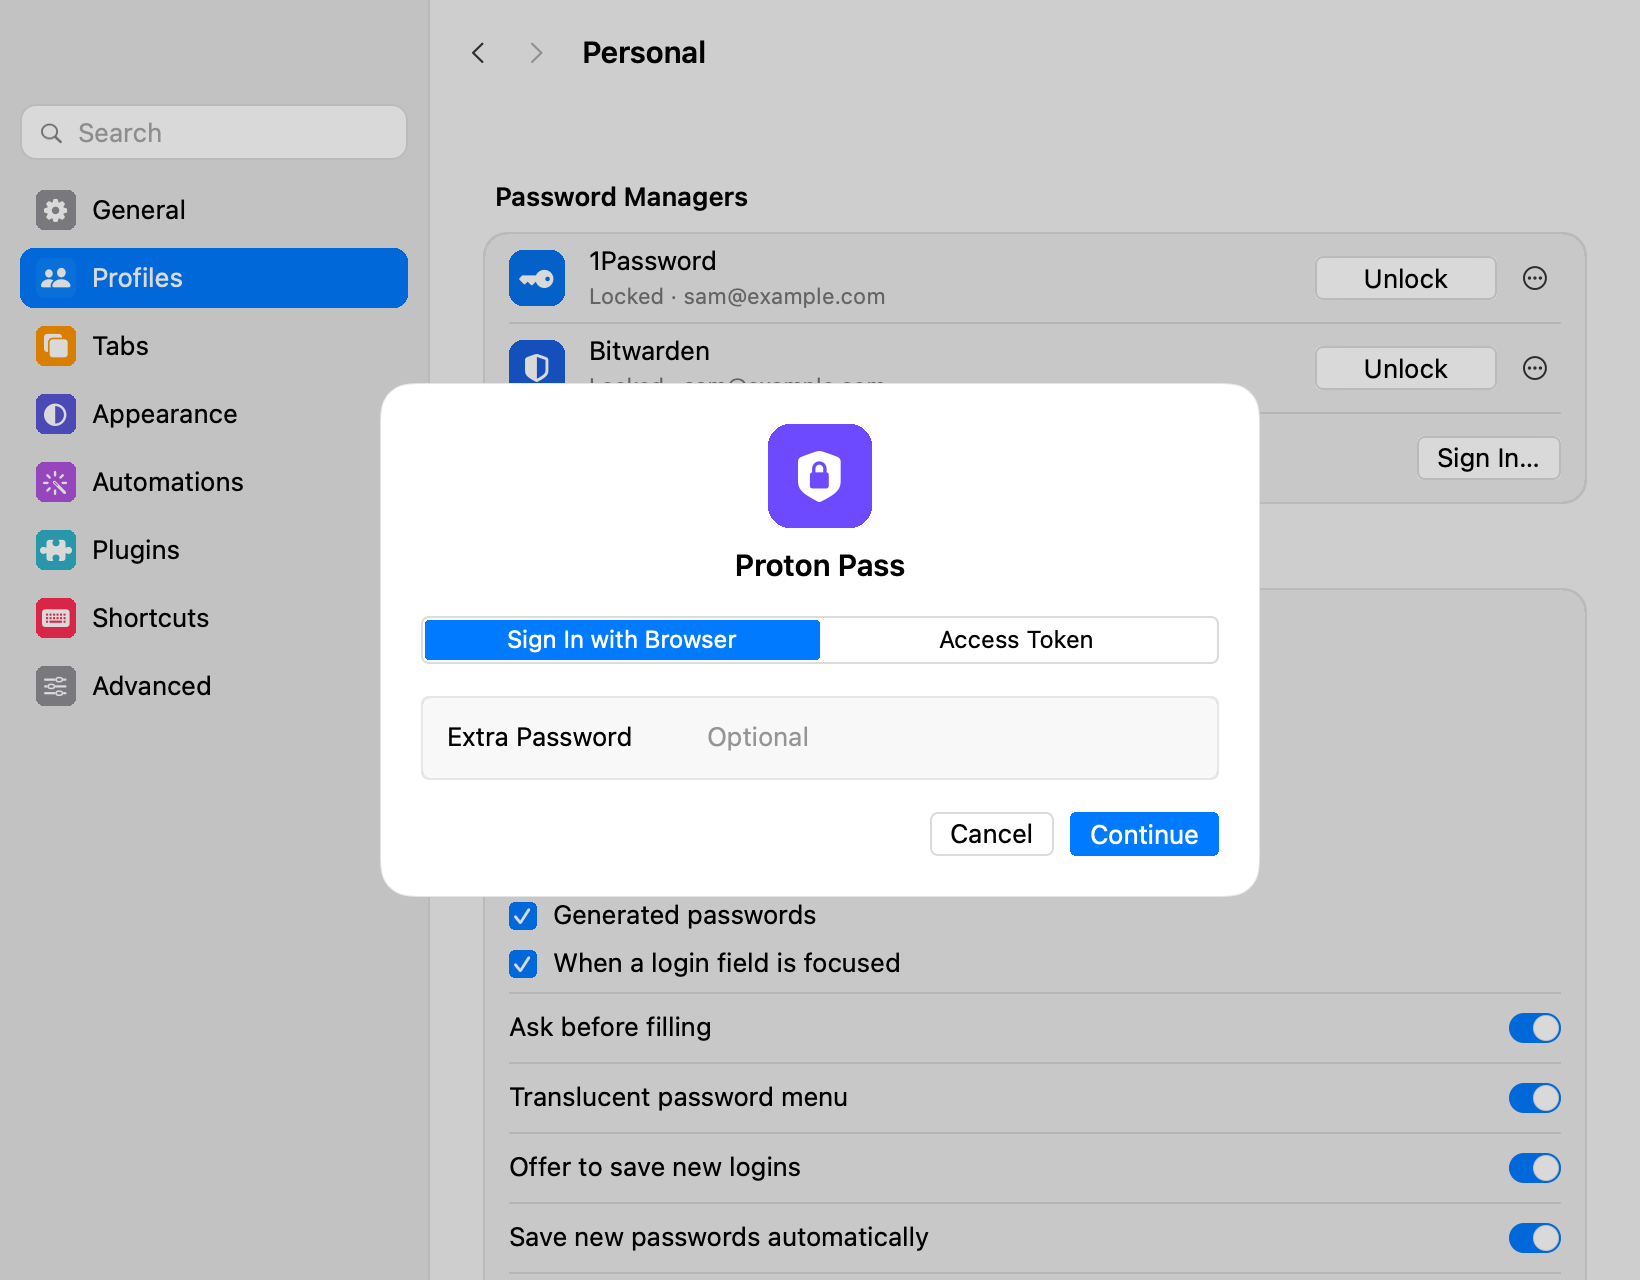 Personal
Search
General
Profiles
Tabs
Appearance
Automations
Plugins
Shortcuts
Advanced
Password Managers
1Password
Locked · sam@example.com
Unlock
Bitwarden
Unlock
Sign In...
Proton Pass
Sign In with Browser
Access Token
Extra Password
Optional
Cancel
Continue
Generated passwords
When a login field is focused
Ask before filling
Translucent password menu
Offer to save new logins
Save new passwords automatically